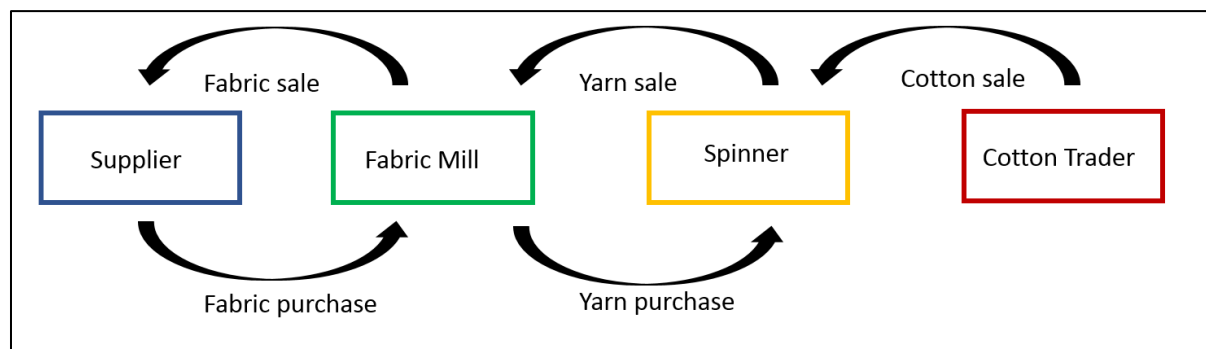 Fabric sale
Yarn sale
Cotton sale
Supplier
Fabric Mill
Spinner
Cotton Trader
Fabric purchase
Yarn purchase